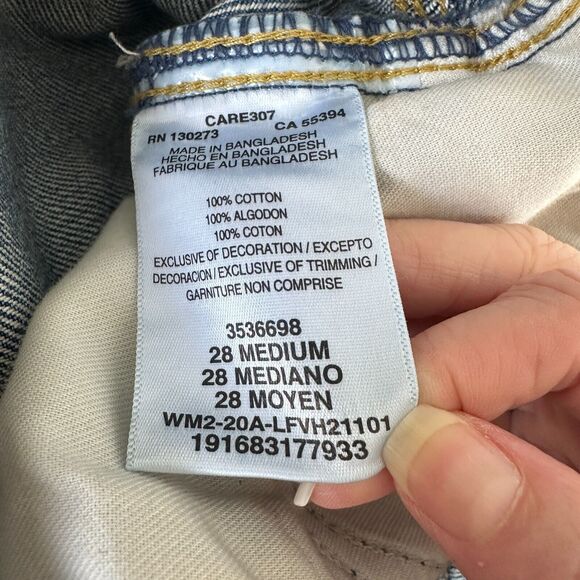 CARE307
RN 130273 CA 55394
MADE IN BANGLADESH
HECHO EN BANGLADESH
FABRIQUE AU BANGLADESH
100% COTTON
100% ALGODON
100% COTON
EXCLUSIVE OF DECORATION / EXCEPTO
DECORACION / EXCLUSIVE OF TRIMMING /
GARNITURE NON COMPRISE
3536698
28 MEDIUM
28 MEDIANO
28 MOYEN
WM2-20A-LFVH21101
191683177933